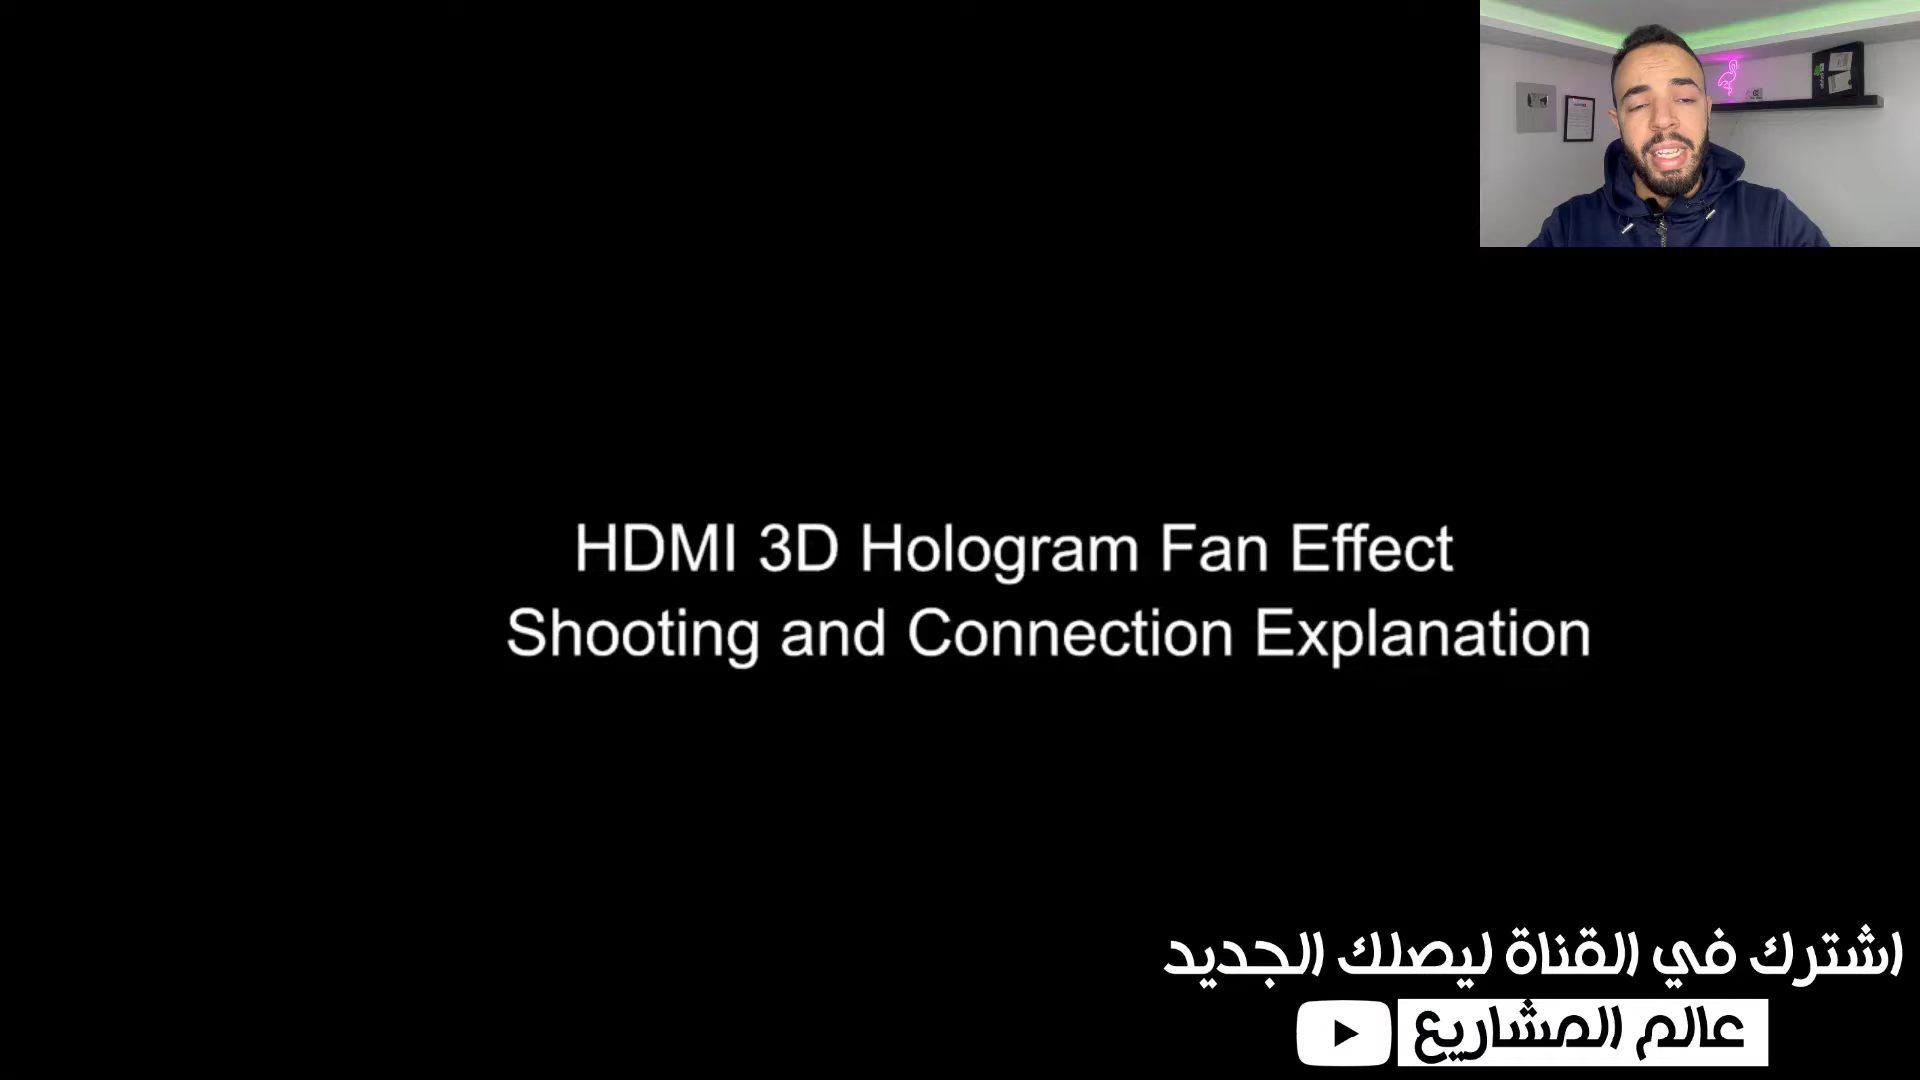 HDMI 3D Hologram Fan Effect
Shooting and Connection Explanation
اشترك في القناة ليصلك الجديد
عالم المشاريع